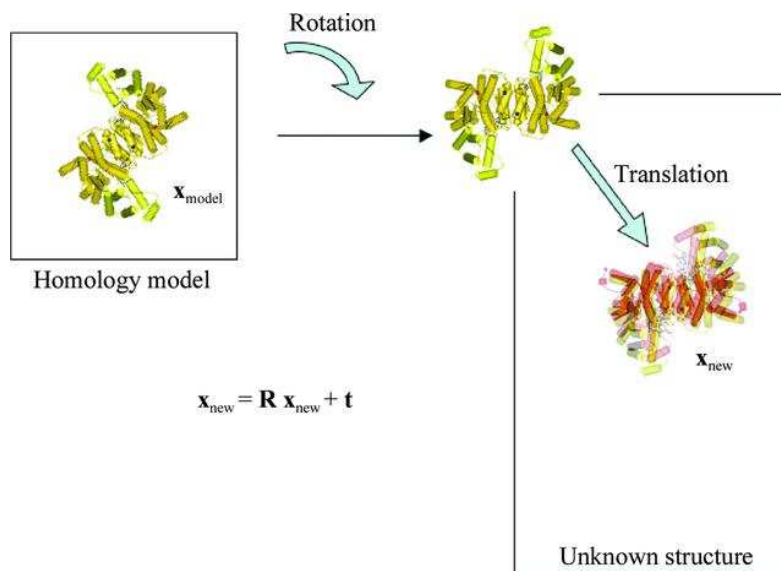 Rotation
x_model
Homology model
Translation
x_new
x_new = R x_new + t
Unknown structure